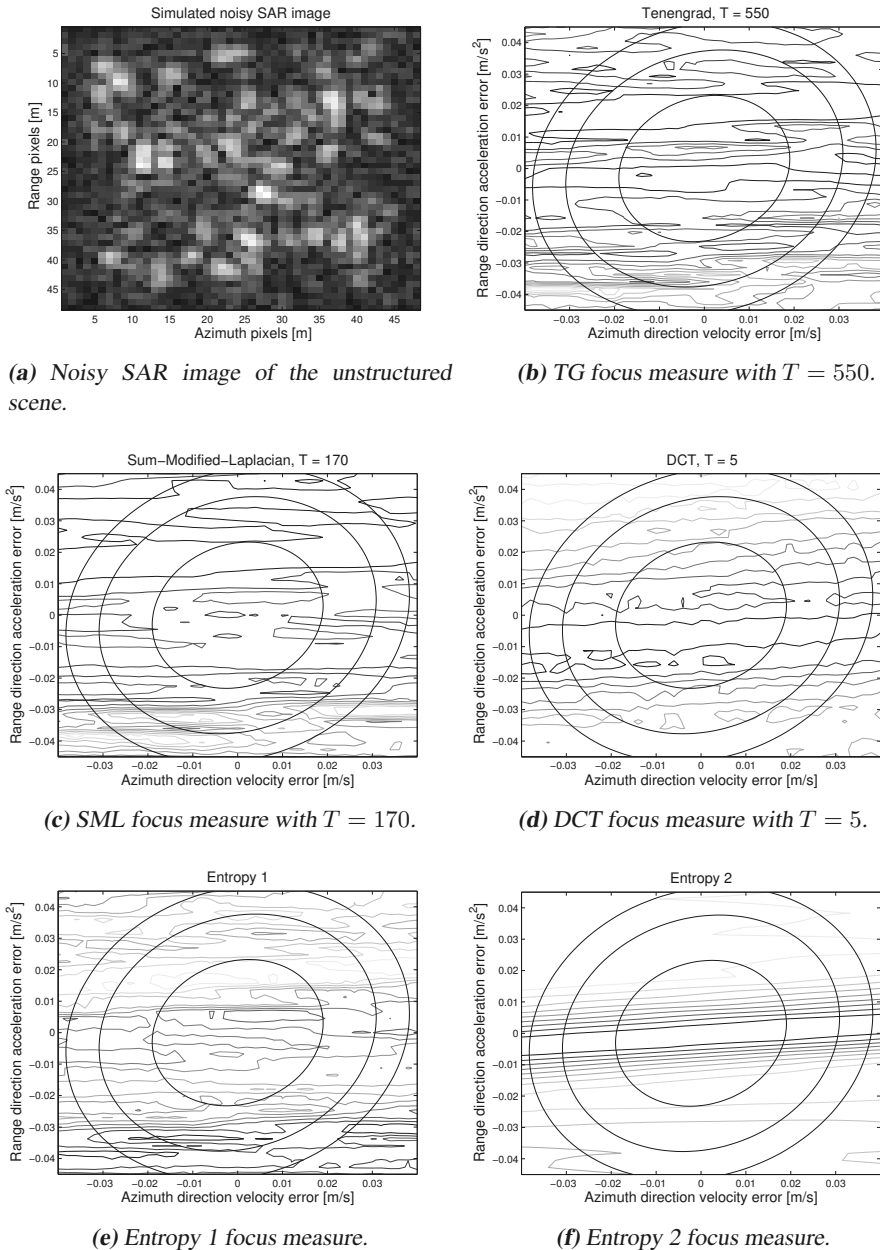 Simulated noisy SAR image
Range pixels [m]
5
10
15
20
25
30
35
40
45
5 10 15 20 25 30 35 40 45
Azimuth pixels [m]
(a) Noisy SAR image of the unstructured
scene.
Tenengrad, T = 550
Range direction acceleration error [m/s²]
0.04
0.03
0.02
0.01
0
−0.01
−0.02
−0.03
−0.04
−0.03 −0.02 −0.01 0 0.01 0.02 0.03
Azimuth direction velocity error [m/s]
(b) TG focus measure with T = 550.
Sum−Modified−Laplacian, T = 170
Range direction acceleration error [m/s²]
0.04
0.03
0.02
0.01
0
−0.01
−0.02
−0.03
−0.04
−0.03 −0.02 −0.01 0 0.01 0.02 0.03
Azimuth direction velocity error [m/s]
(c) SML focus measure with T = 170.
DCT, T = 5
Range direction acceleration error [m/s²]
0.04
0.03
0.02
0.01
0
−0.01
−0.02
−0.03
−0.04
−0.03 −0.02 −0.01 0 0.01 0.02 0.03
Azimuth direction velocity error [m/s]
(d) DCT focus measure with T = 5.
Entropy 1
Range direction acceleration error [m/s²]
0.04
0.03
0.02
0.01
0
−0.01
−0.02
−0.03
−0.04
−0.03 −0.02 −0.01 0 0.01 0.02 0.03
Azimuth direction velocity error [m/s]
(e) Entropy 1 focus measure.
Entropy 2
Range direction acceleration error [m/s²]
0.04
0.03
0.02
0.01
0
−0.01
−0.02
−0.03
−0.04
−0.03 −0.02 −0.01 0 0.01 0.02 0.03
Azimuth direction velocity error [m/s]
(f) Entropy 2 focus measure.